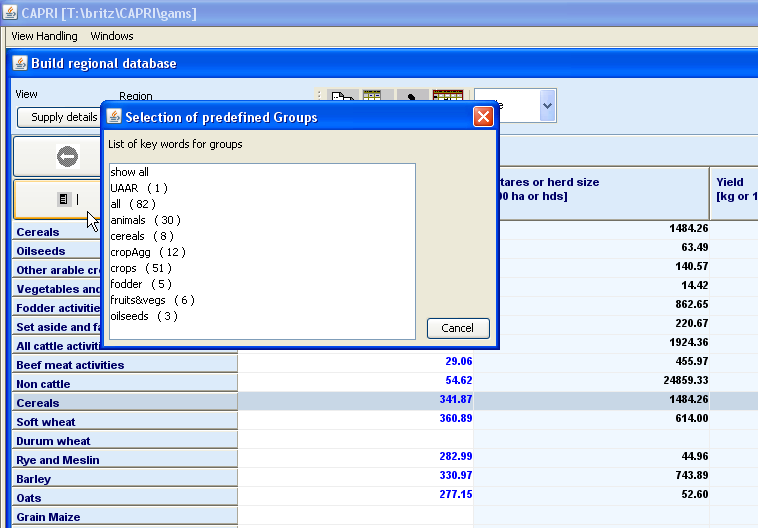 CAPRI [T:\britz\CAPRI\gams]
View Handling Windows
Build regional database
View
Region
Supply details
Selection of predefined Groups
List of key words for groups
show all
UAAR ( 1 )
all ( 82 )
animals ( 30 )
cereals ( 8 )
cropAgg ( 12 )
crops ( 51 )
fodder ( 5 )
fruits&vegs ( 6 )
oilseeds ( 3 )
Cancel
tares or herd size
00 ha or hds]
Yield
[kg or 1
Cereals 1484.26
Oilseeds 63.49
Other arable cr 140.57
Vegetables and 14.42
Fodder activitie 862.65
Set aside and fa 220.67
All cattle activiti 1924.36
Beef meat activities 29.06 455.97
Non cattle 54.62 24859.33
Cereals 341.87 1484.26
Soft wheat 360.89 614.00
Durum wheat
Rye and Meslin 282.99 44.96
Barley 330.97 743.89
Oats 277.15 52.60
Grain Maize